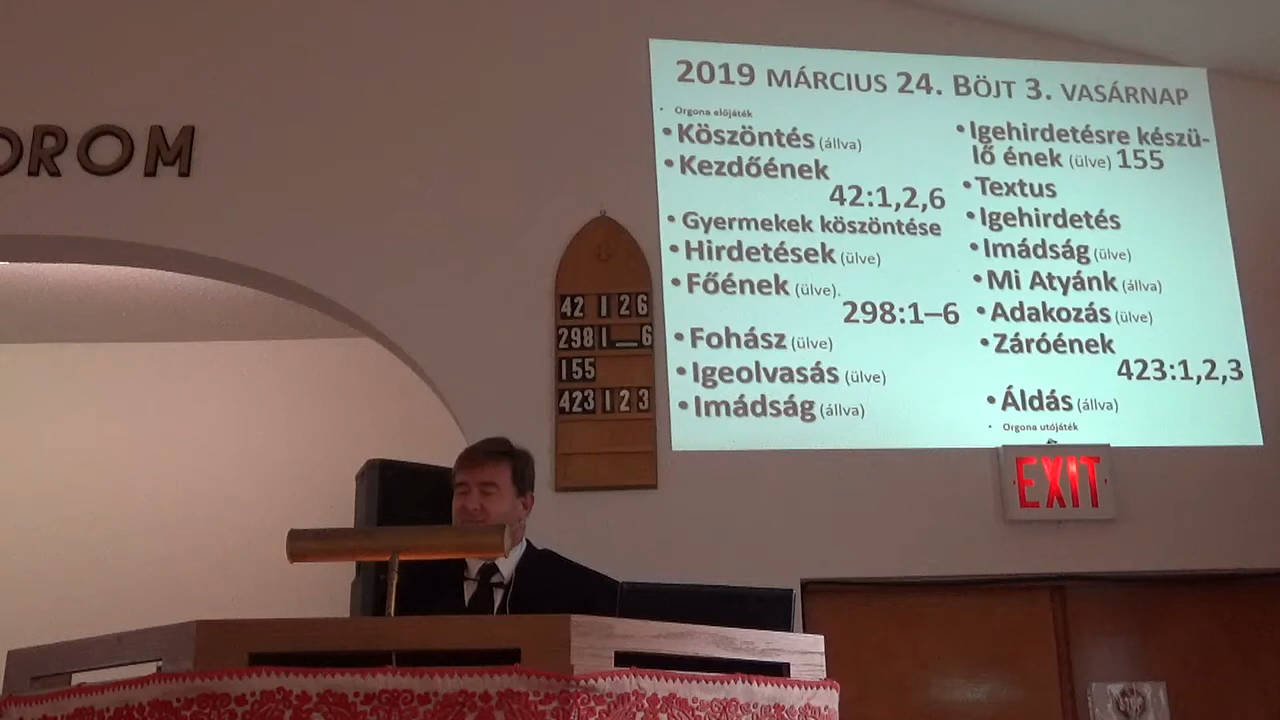 OROM
2019 MÁRCIUS 24. BÖJT 3. VASÁRNAP
• Orgona előjáték
• Köszöntés (állva)
• Kezdőének
42:1,2,6
• Gyermekek köszöntése
• Hirdetések (ülve)
• Főének (ülve).
298:1–6
• Fohász (ülve)
• Igeolvasás (ülve)
• Imádság (állva)
• Igehirdetésre készü-
lő ének (ülve) 155
• Textus
• Igehirdetés
• Imádság (ülve)
• Mi Atyánk (állva)
• Adakozás (ülve)
• Záróének
423:1,2,3
• Áldás (állva)
• Orgona utójáték
42 1 2 6
298 1 _ 6
155
423 1 2 3
EXIT